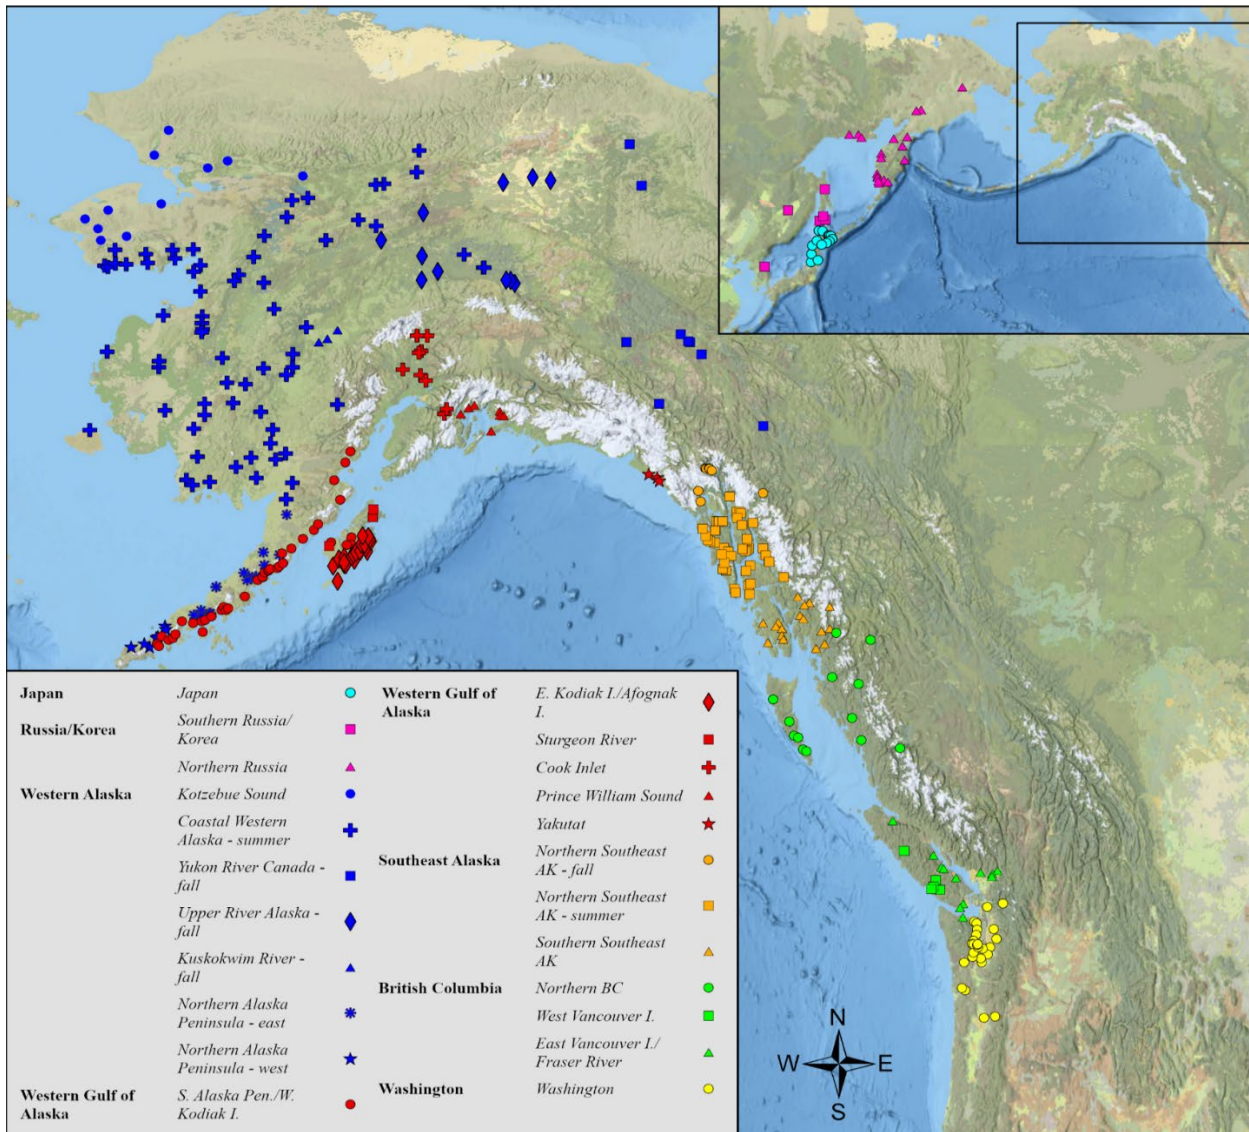 Japan
Japan
Russia/Korea
Southern Russia/
Korea
Northern Russia
Western Alaska
Kotzebue Sound
Coastal Western
Alaska - summer
Yukon River Canada -
fall
Upper River Alaska -
fall
Kuskokwim River -
fall
Northern Alaska
Peninsula - east
Northern Alaska
Peninsula - west
Western Gulf of
Alaska
S. Alaska Pen./W.
Kodiak I.
Western Gulf of
Alaska
E. Kodiak I./Afognak
I.
Sturgeon River
Cook Inlet
Prince William Sound
Yakutat
Southeast Alaska
Northern Southeast
AK - fall
Northern Southeast
AK - summer
Southern Southeast
AK
British Columbia
Northern BC
West Vancouver I.
East Vancouver I./
Fraser River
Washington
Washington
N
W
E
S